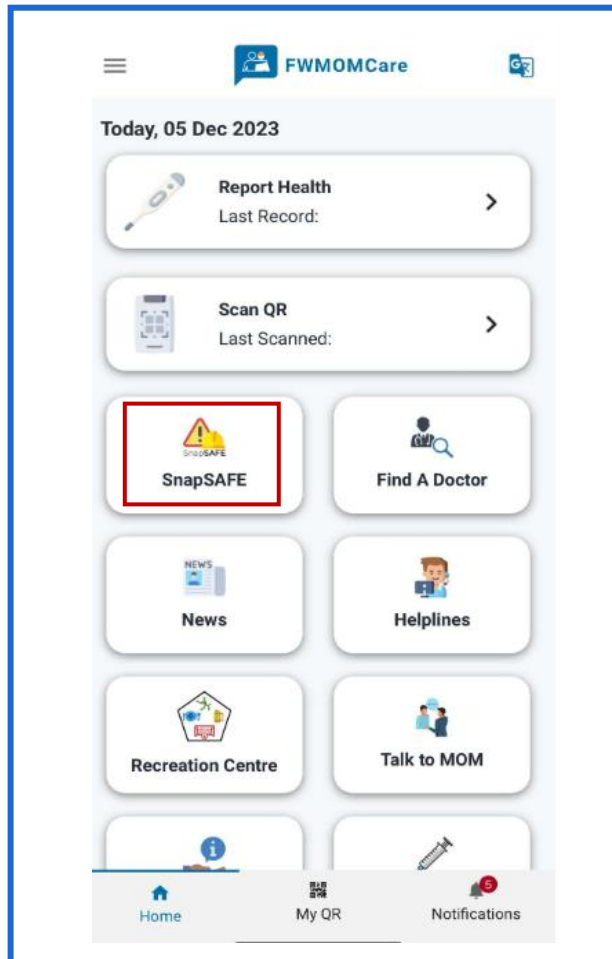 FWMOMCare
Today, 05 Dec 2023
Report Health
Last Record:
Scan QR
Last Scanned:
SnapSAFE
SnapSAFE
Find A Doctor
NEWS
News
Helplines
Recreation Centre
Talk to MOM
5
Home
My QR
Notifications